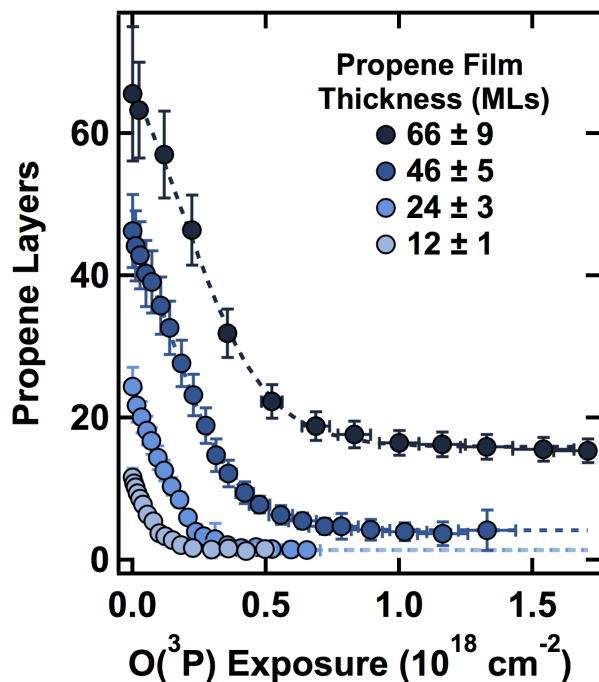 Propene Film
Thickness (MLs)
66 ± 9
46 ± 5
24 ± 3
12 ± 1
Propene Layers
60
40
20
0
0.0 0.5 1.0 1.5
O(³P) Exposure (10¹⁸ cm⁻²)